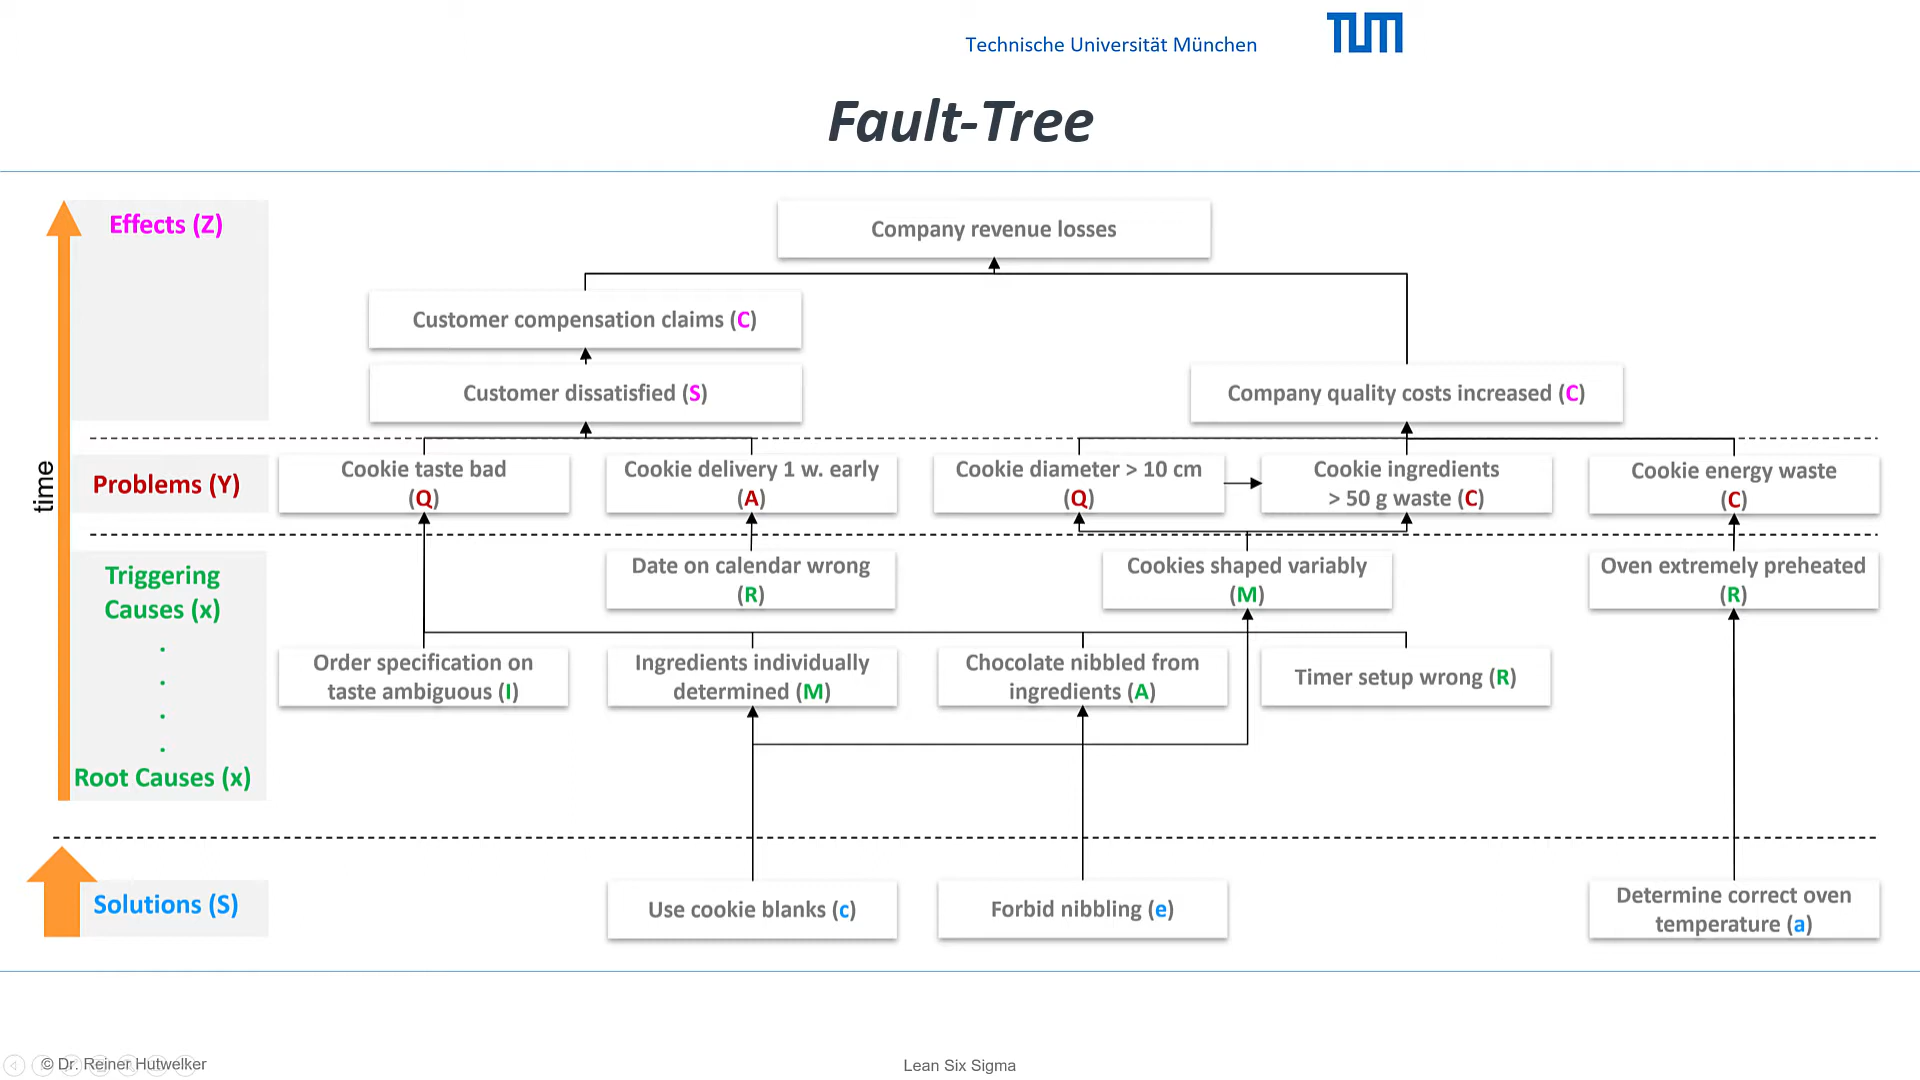 Technische Universität München
TUM
Fault-Tree
Effects (Z)
Company revenue losses
Customer compensation claims (C)
Customer dissatisfied (S)
Company quality costs increased (C)
time
Problems (Y)
Cookie taste bad
(Q)
Cookie delivery 1 w. early
(A)
Cookie diameter > 10 cm
(Q)
Cookie ingredients
> 50 g waste (C)
Cookie energy waste
(C)
Triggering
Causes (x)
.
.
.
.
Root Causes (x)
Date on calendar wrong
(R)
Cookies shaped variably
(M)
Oven extremely preheated
(R)
Order specification on
taste ambiguous (I)
Ingredients individually
determined (M)
Chocolate nibbled from
ingredients (A)
Timer setup wrong (R)
Solutions (S)
Use cookie blanks (c)
Forbid nibbling (e)
Determine correct oven
temperature (a)
© Dr. Reiner Hutwelker
Lean Six Sigma